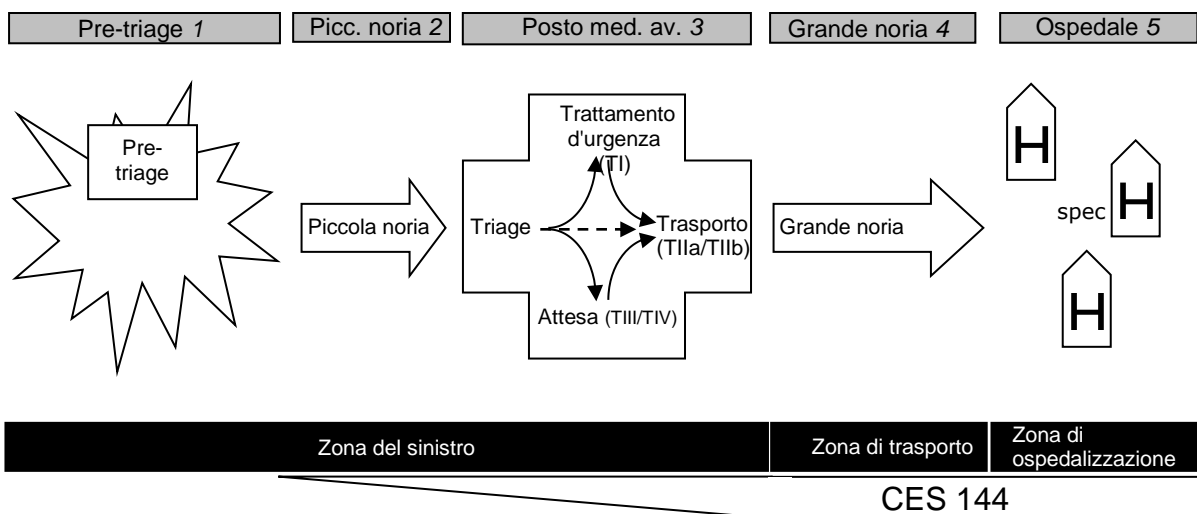 Pre-triage 1
Picc. noria 2
Posto med. av. 3
Grande noria 4
Ospedale 5
Pre-
triage
Piccola noria
Trattamento
d'urgenza
(TI)
Triage
Trasporto
(TIIa/TIIb)
Attesa (TIII/TIV)
Grande noria
H
spec H
H
Zona del sinistro
Zona di trasporto
Zona di
ospedalizzazione
CES 144